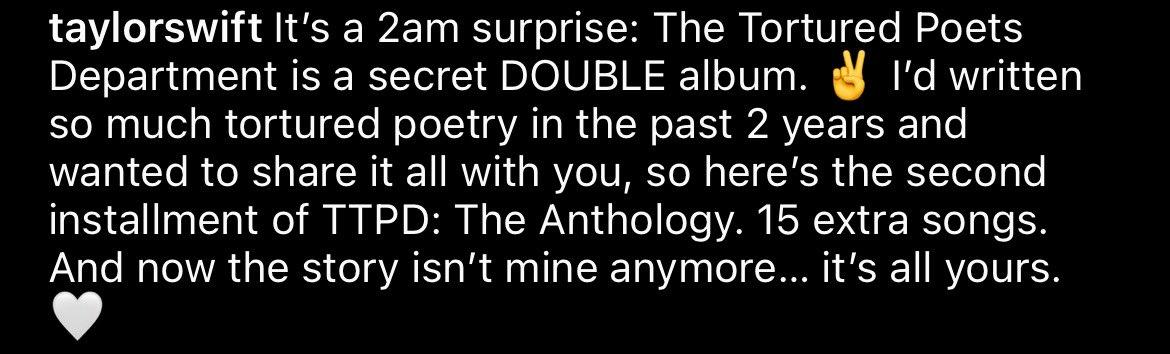 taylorswift It’s a 2am surprise: The Tortured Poets
Department is a secret DOUBLE album. ✌️ I’d written
so much tortured poetry in the past 2 years and
wanted to share it all with you, so here’s the second
installment of TTPD: The Anthology. 15 extra songs.
And now the story isn’t mine anymore… it’s all yours.
🤍